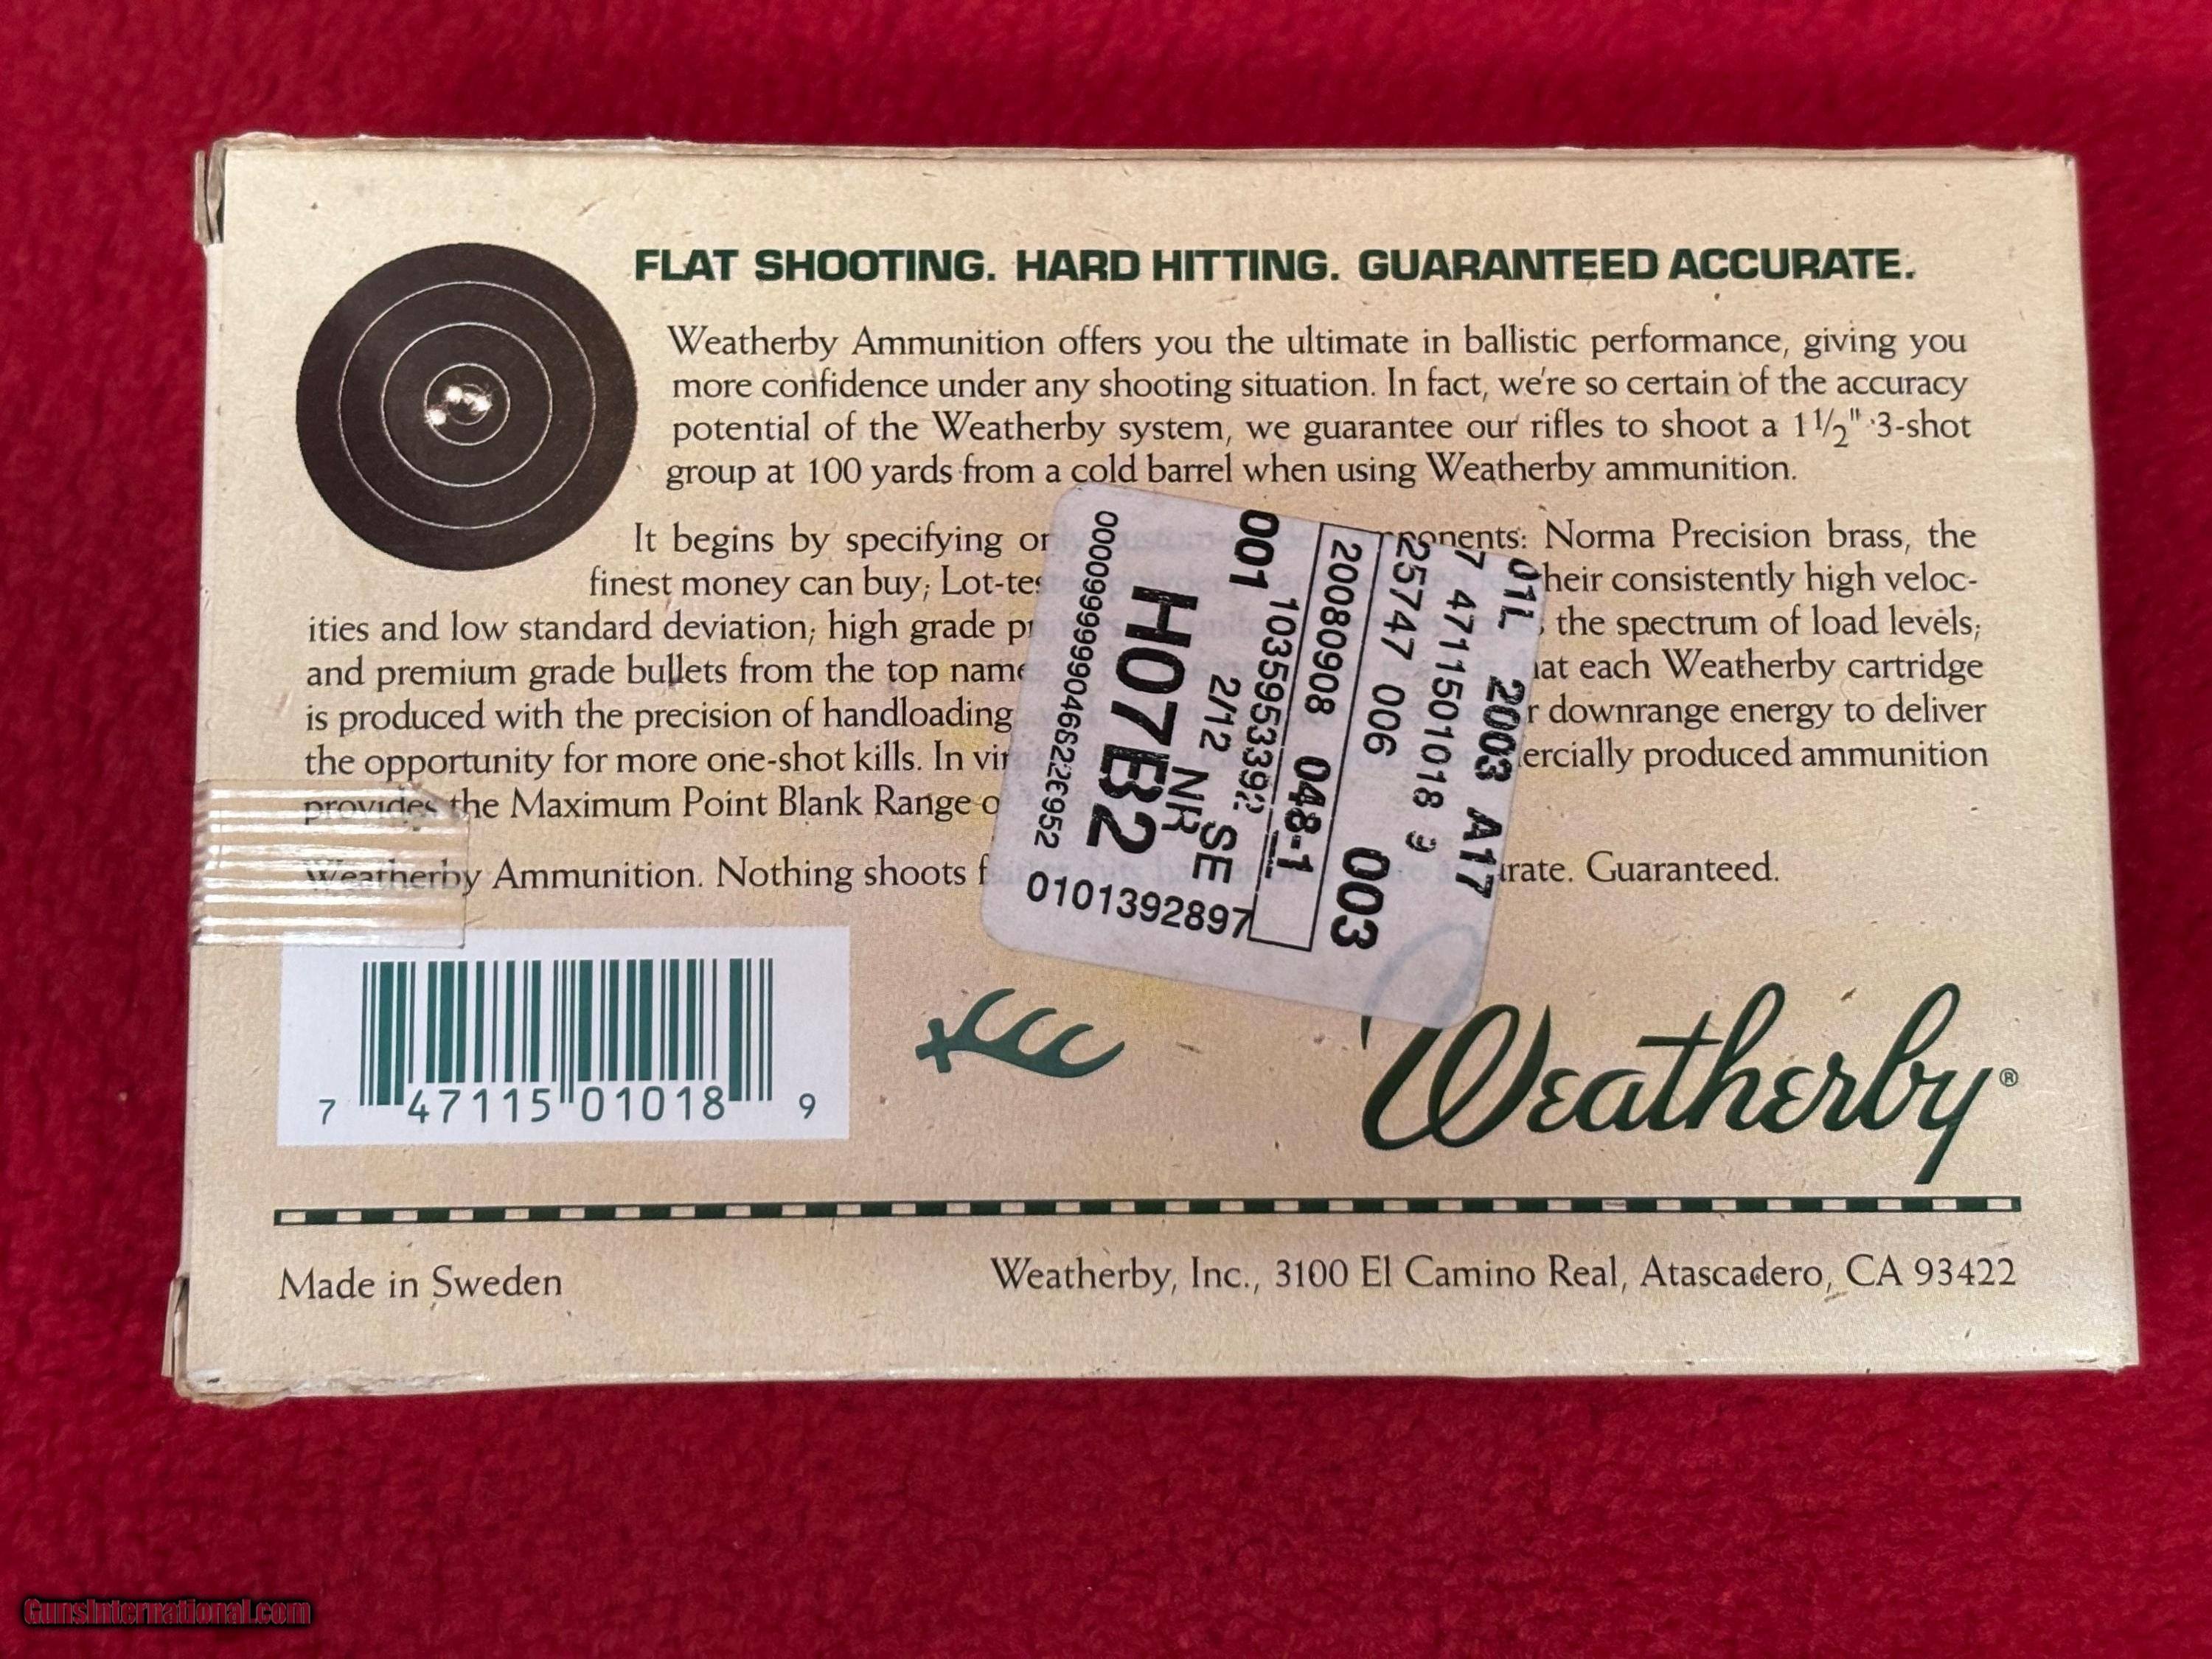 FLAT SHOOTING. HARD HITTING. GUARANTEED ACCURATE.
Weatherby Ammunition offers you the ultimate in ballistic performance, giving you
more confidence under any shooting situation. In fact, we're so certain of the accuracy
potential of the Weatherby system, we guarantee our rifles to shoot a 1 1/2" 3-shot
group at 100 yards from a cold barrel when using Weatherby ammunition.
It begins by specifying ponents: Norma Precision brass, the
finest money can buy; Lot-tes heir consistently high veloc-
ities and low standard deviation; high grade the spectrum of load levels;
and premium grade bullets from the top name at each Weatherby cartridge
is produced with the precision of handloading r downrange energy to deliver
the opportunity for more one-shot kills. In vir ercially produced ammunition
provides the Maximum Point Blank Range o
Weatherby Ammunition. Nothing shoots f rate. Guaranteed.
01L 2003 A17
7 4711501018 9
25747 006 003
20080908 048-1
001 1035953392
2/12 SE
NR
H07B2
0101392897
7 47115 01018 9
Weatherby®
Made in Sweden
Weatherby, Inc., 3100 El Camino Real, Atascadero, CA 93422
GunsInternational.com